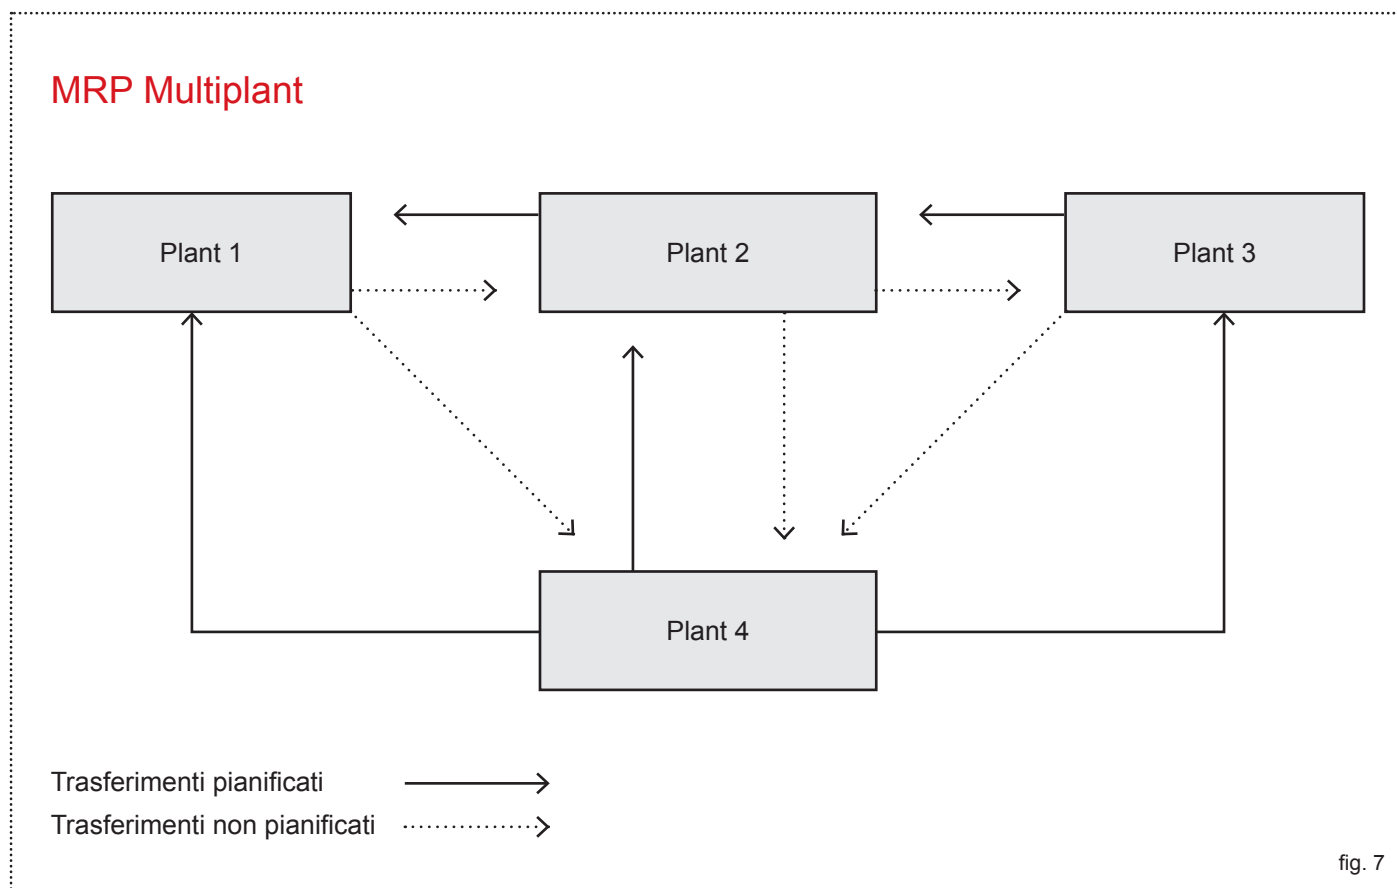 MRP Multiplant
Plant 1
Plant 2
Plant 3
Plant 4
Trasferimenti pianificati
Trasferimenti non pianificati
fig. 7